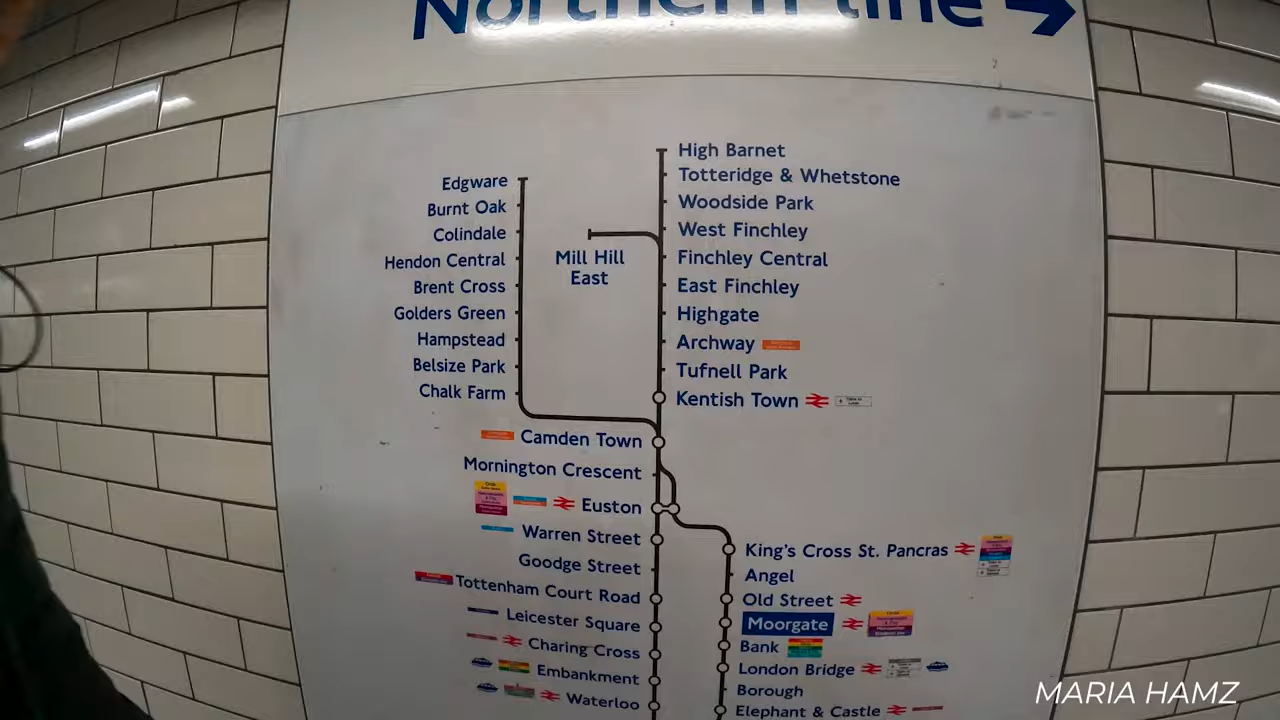 Northern line
High Barnet
Totteridge & Whetstone
Woodside Park
West Finchley
Finchley Central
East Finchley
Highgate
Archway
Tufnell Park
Kentish Town
Edgware
Burnt Oak
Colindale
Hendon Central
Brent Cross
Golders Green
Hampstead
Belsize Park
Chalk Farm
Mill Hill
East
Camden Town
Mornington Crescent
Euston
Warren Street
Goodge Street
Tottenham Court Road
Leicester Square
Charing Cross
Embankment
Waterloo
King's Cross St. Pancras
Angel
Old Street
Moorgate
Bank
London Bridge
Borough
Elephant & Castle
MARIA HAMZ